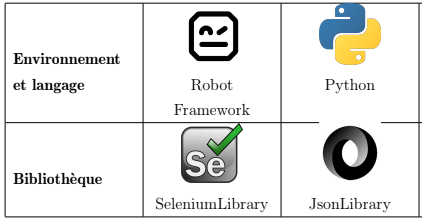 Environnement
et langage
Robot
Framework
Python
Bibliothèque
Se
SeleniumLibrary
JsonLibrary